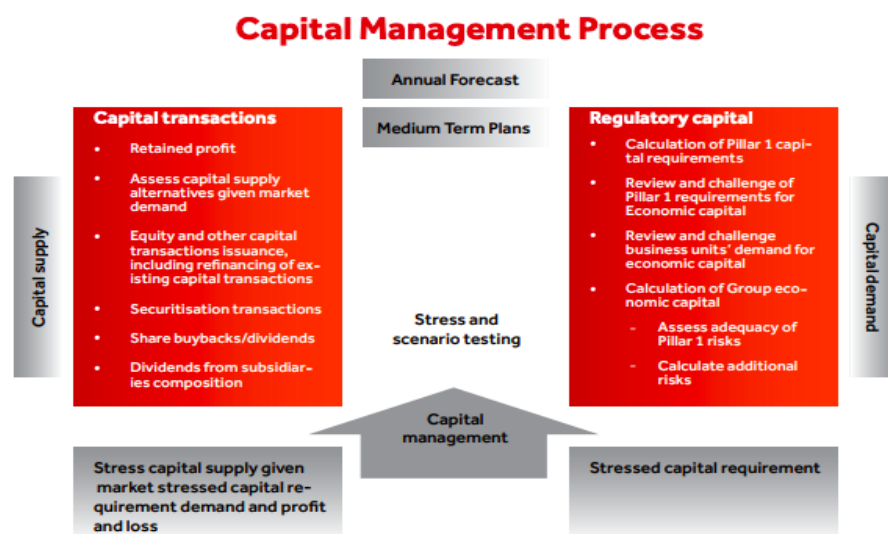 Capital Management Process
Annual Forecast
Medium Term Plans
Capital supply
Capital transactions
• Retained profit
• Assess capital supply
alternatives given market
demand
• Equity and other capital
transactions issuance,
including refinancing of ex-
isting capital transactions
• Securitisation transactions
• Share buybacks/dividends
• Dividends from subsidiar-
ies composition
Stress and
scenario testing
Capital
management
Regulatory capital
• Calculation of Pillar 1 capi-
tal requirements
• Review and challenge of
Pillar 1 requirements for
Economic capital
• Review and challenge
business units’ demand for
economic capital
• Calculation of Group eco-
nomic capital
- Assess adequacy of
Pillar 1 risks
- Calculate additional
risks
Capital demand
Stress capital supply given
market stressed capital re-
quirement demand and profit
and loss
Stressed capital requirement